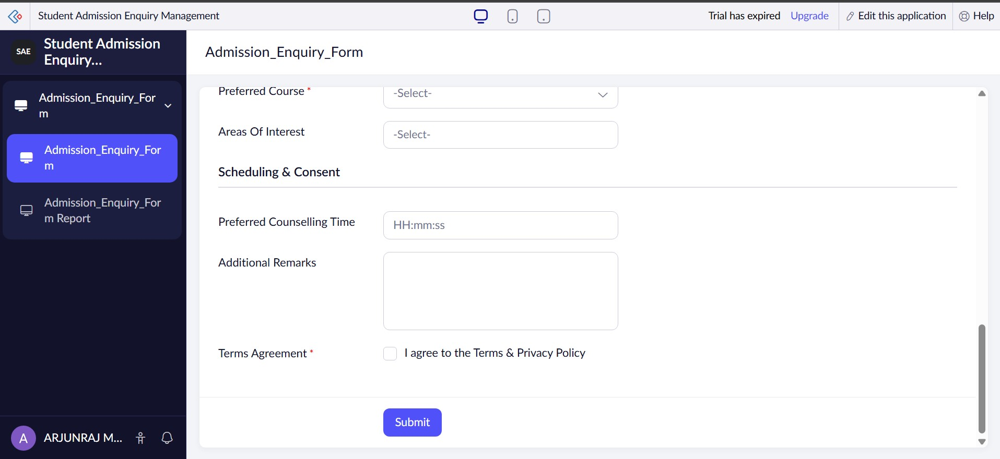 Student Admission Enquiry Management
Trial has expired
Upgrade
Edit this application
Help
SAE
Student Admission
Enquiry...
Admission_Enquiry_For
m
Admission_Enquiry_For
m
Admission_Enquiry_For
m Report
A
ARJUNRAJ M...
Admission_Enquiry_Form
Preferred Course *
-Select-
Areas Of Interest
-Select-
Scheduling & Consent
Preferred Counselling Time
HH:mm:ss
Additional Remarks
Terms Agreement *
I agree to the Terms & Privacy Policy
Submit